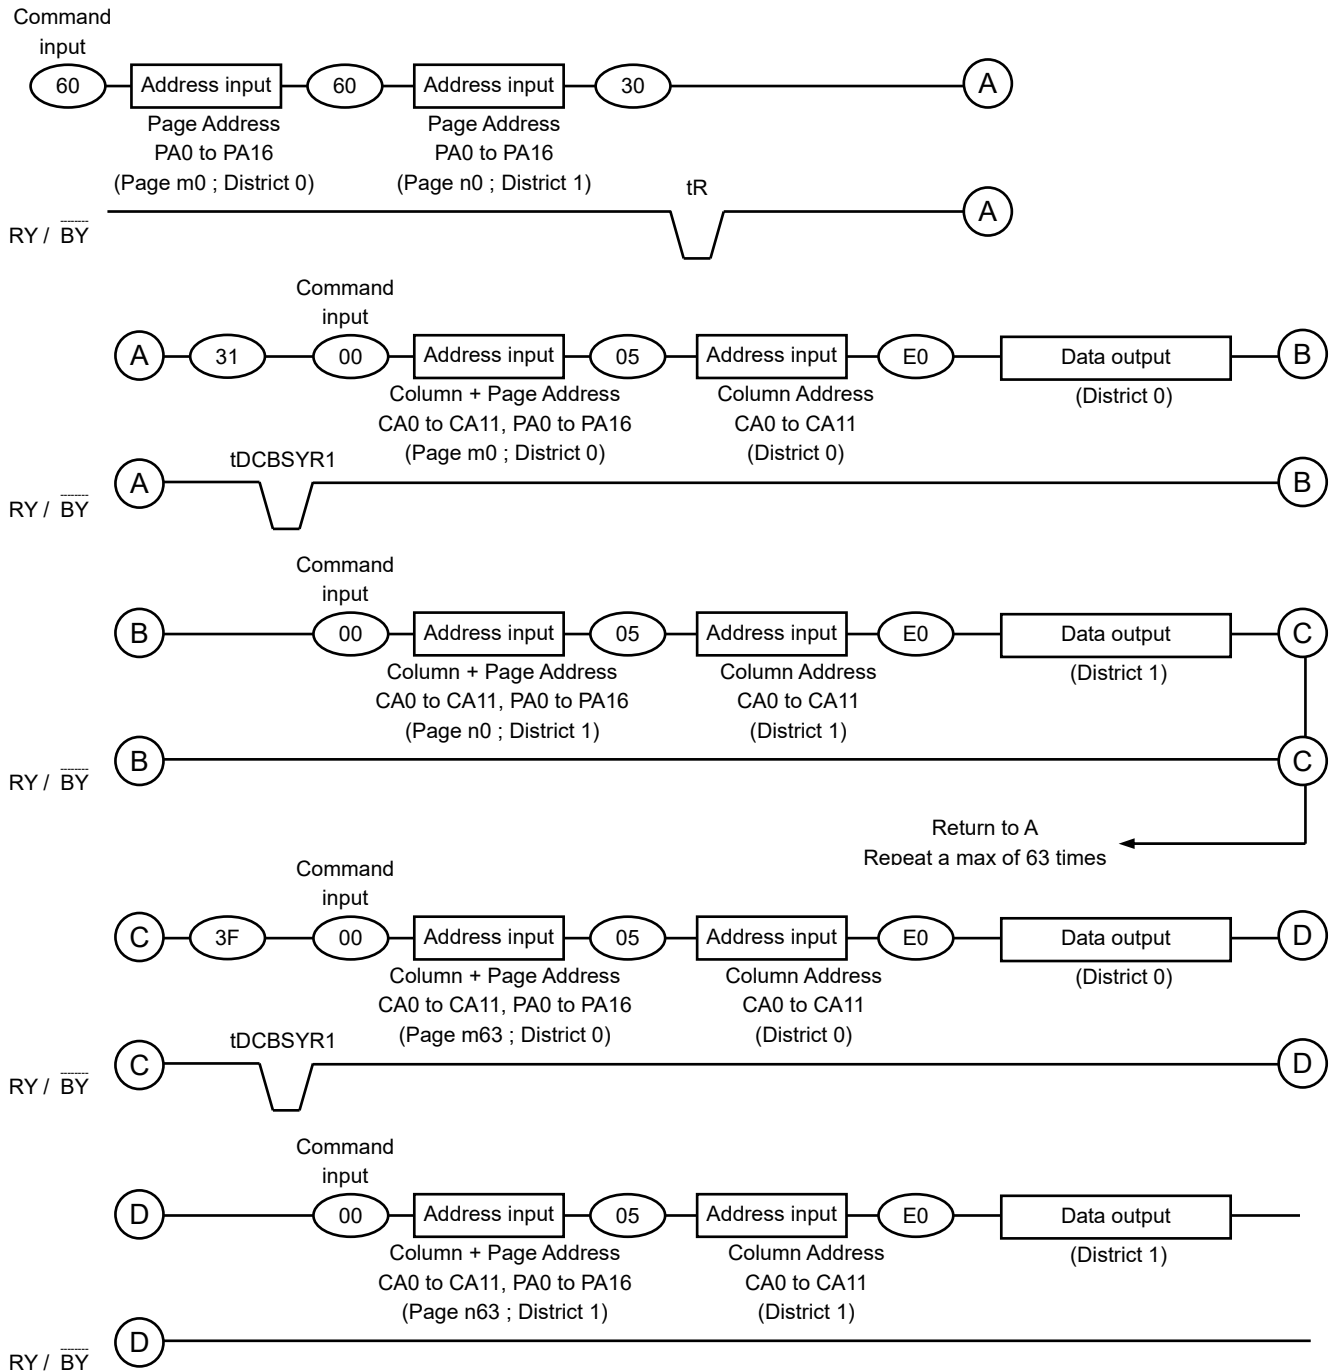 Command
input
60 Address input 60 Address input 30 A
Page Address Page Address
PA0 to PA16 PA0 to PA16
(Page m0 ; District 0) (Page n0 ; District 1)
tR
RY / BY A
Command
input
A 31 00 Address input 05 Address input E0 Data output B
Column + Page Address Column Address (District 0)
CA0 to CA11, PA0 to PA16 CA0 to CA11
(Page m0 ; District 0) (District 0)
tDCBSYR1
RY / BY A B
Command
input
B 00 Address input 05 Address input E0 Data output C
Column + Page Address Column Address (District 1)
CA0 to CA11, PA0 to PA16 CA0 to CA11
(Page n0 ; District 1) (District 1)
RY / BY B C
Return to A
Repeat a max of 63 times
Command
input
C 3F 00 Address input 05 Address input E0 Data output D
Column + Page Address Column Address (District 0)
CA0 to CA11, PA0 to PA16 CA0 to CA11
(Page m63 ; District 0) (District 0)
tDCBSYR1
RY / BY C D
Command
input
D 00 Address input 05 Address input E0 Data output
Column + Page Address Column Address (District 1)
CA0 to CA11, PA0 to PA16 CA0 to CA11
(Page n63 ; District 1) (District 1)
RY / BY D